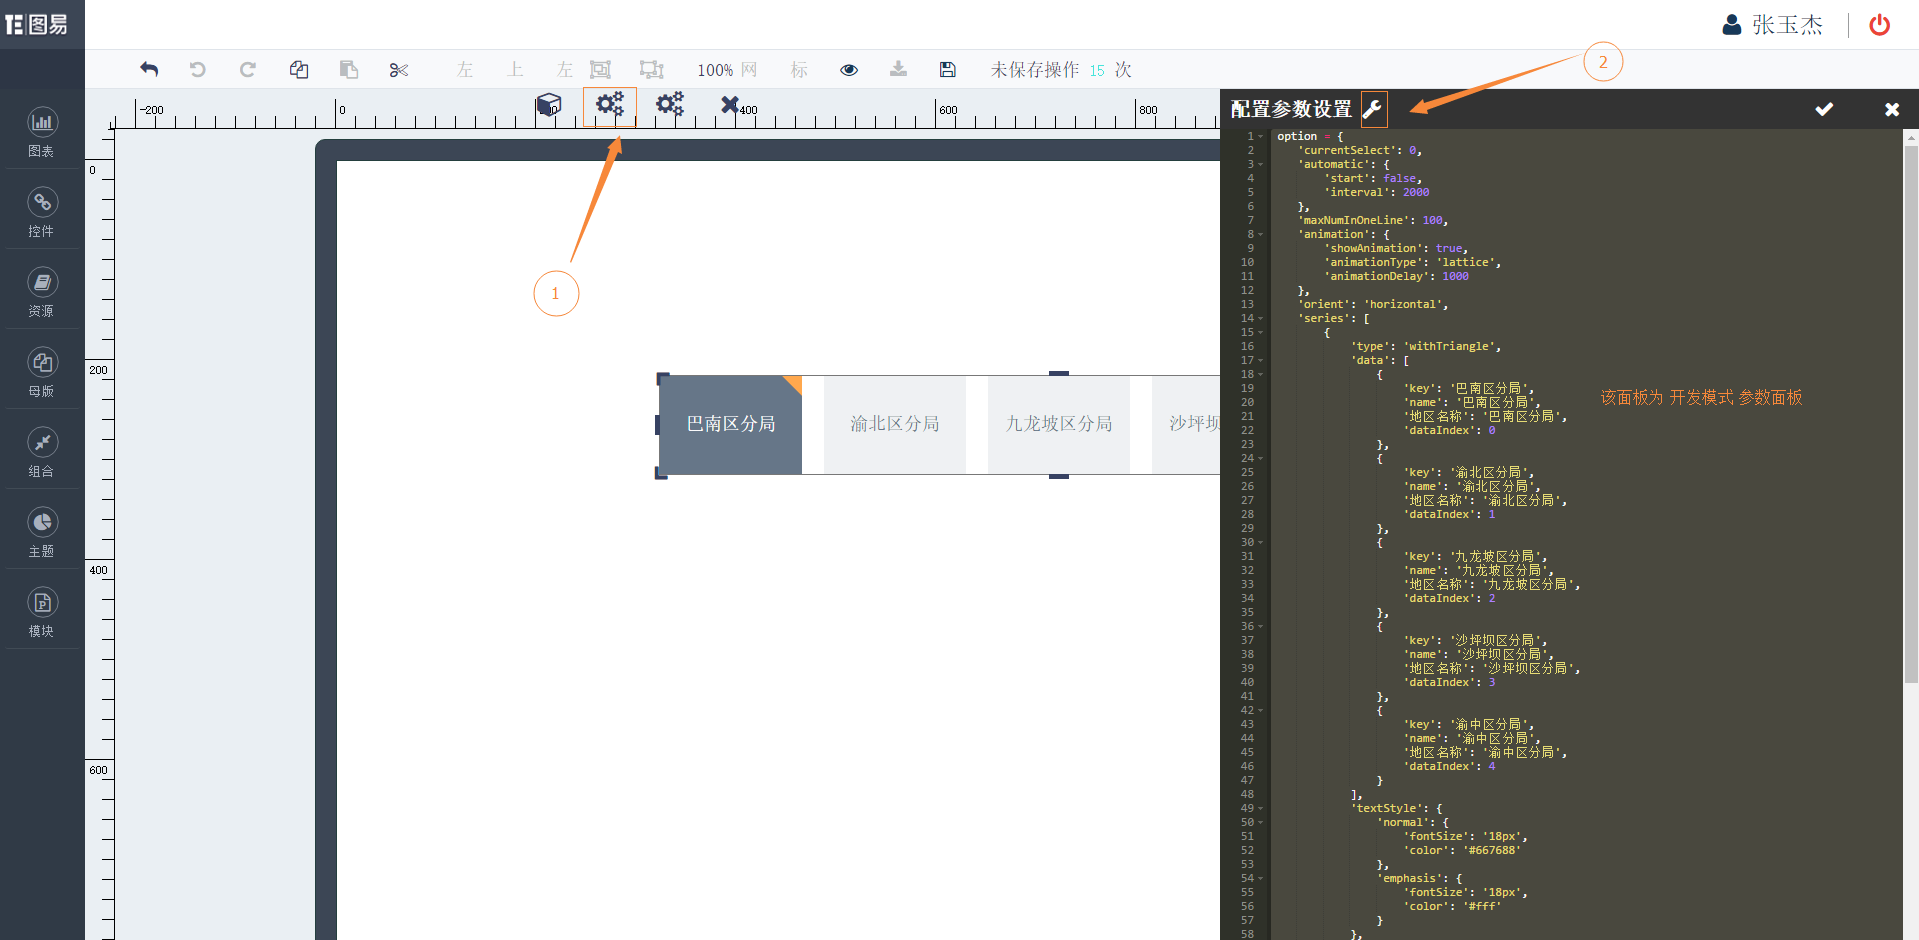 图易
张玉杰
左 上 左 100% 网 标 未保存操作 15 次
2
-200 0 400 600 800
配置参数设置
图表
控件
资源
母版
组合
主题
模块
0
200
400
600
1
巴南区分局 渝北区分局 九龙坡区分局 沙坪坝
该面板为 开发模式 参数面板
1 option = {
2 'currentSelect': 0,
3 'automatic': {
4 'start': false,
5 'interval': 2000
6 },
7 'maxNumInOneLine': 100,
8 'animation': {
9 'showAnimation': true,
10 'animationType': 'lattice',
11 'animationDelay': 1000
12 },
13 'orient': 'horizontal',
14 'series': [
15 {
16 'type': 'withTriangle',
17 'data': [
18 {
19 'key': '巴南区分局',
20 'name': '巴南区分局',
21 '地区名称': '巴南区分局',
22 'dataIndex': 0
23 },
24 {
25 'key': '渝北区分局',
26 'name': '渝北区分局',
27 '地区名称': '渝北区分局',
28 'dataIndex': 1
29 },
30 {
31 'key': '九龙坡区分局',
32 'name': '九龙坡区分局',
33 '地区名称': '九龙坡区分局',
34 'dataIndex': 2
35 },
36 {
37 'key': '沙坪坝区分局',
38 'name': '沙坪坝区分局',
39 '地区名称': '沙坪坝区分局',
40 'dataIndex': 3
41 },
42 {
43 'key': '渝中区分局',
44 'name': '渝中区分局',
45 '地区名称': '渝中区分局',
46 'dataIndex': 4
47 }
48 ],
49 'textStyle': {
50 'normal': {
51 'fontSize': '18px',
52 'color': '#667688'
53 },
54 'emphasis': {
55 'fontSize': '18px',
56 'color': '#fff'
57 }
58 },